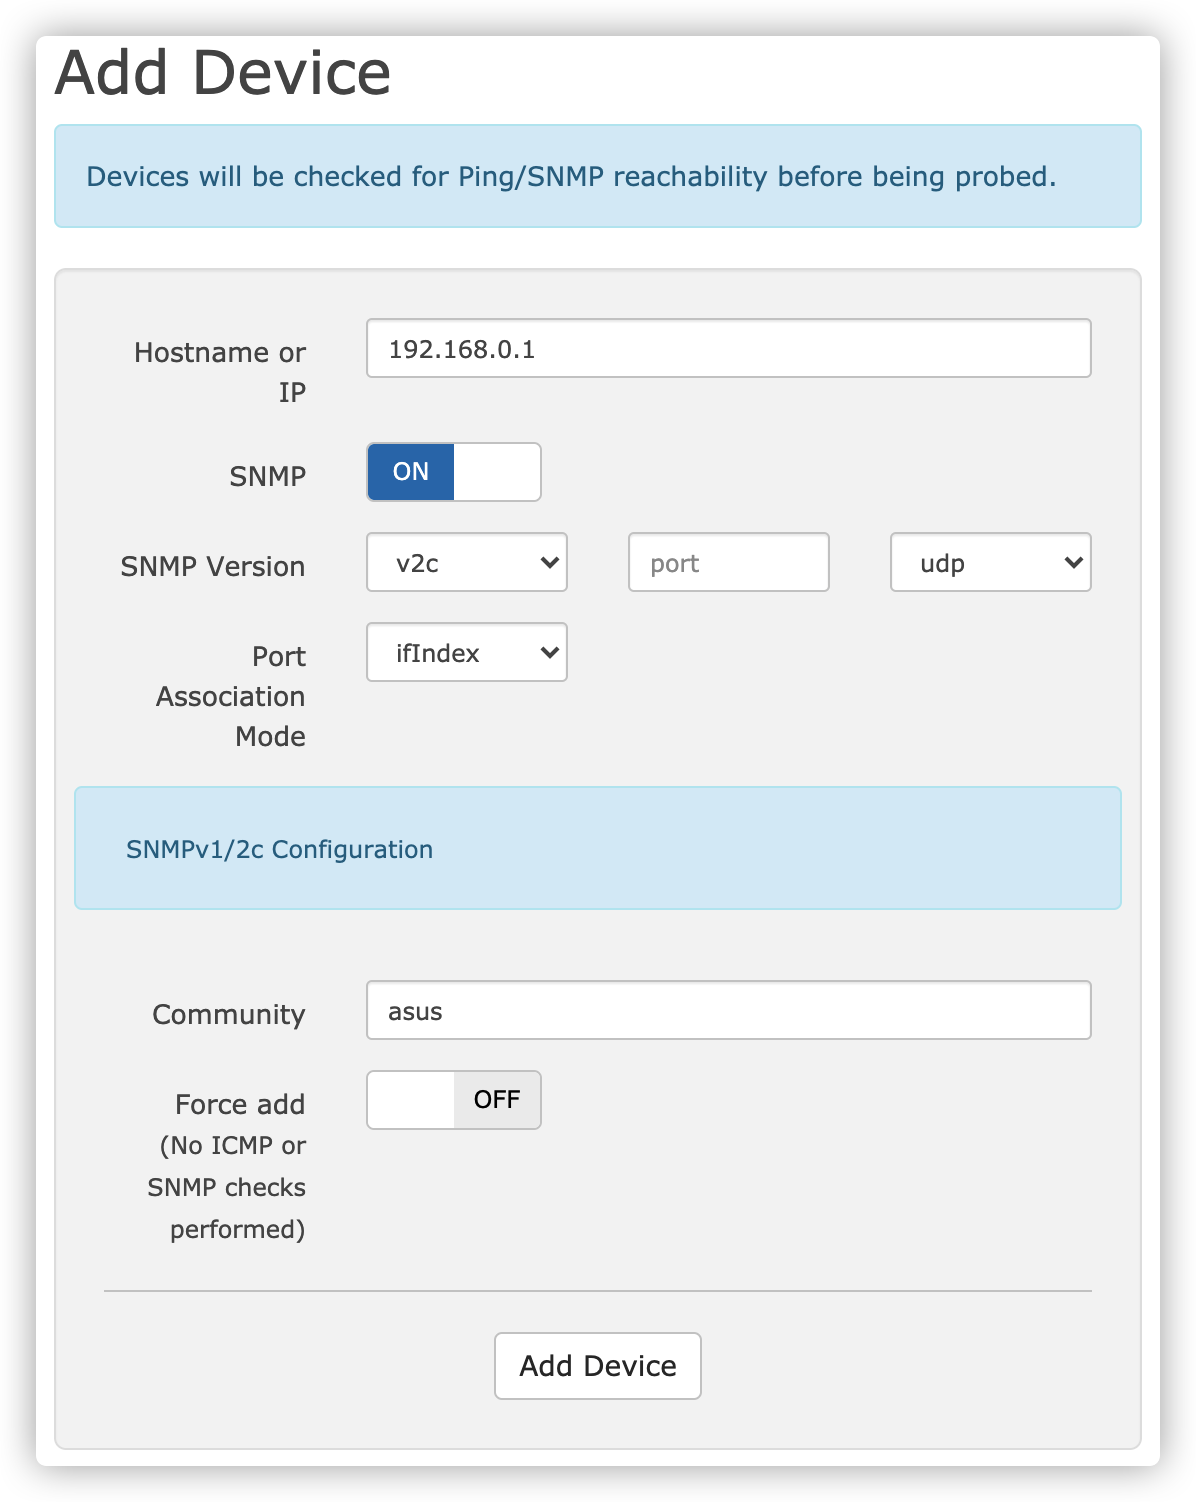 Add Device
Devices will be checked for Ping/SNMP reachability before being probed.
Hostname or
IP
192.168.0.1
SNMP
ON
SNMP Version
v2c
port
udp
Port
Association
Mode
ifIndex
SNMPv1/2c Configuration
Community
asus
Force add
(No ICMP or
SNMP checks
performed)
OFF
Add Device